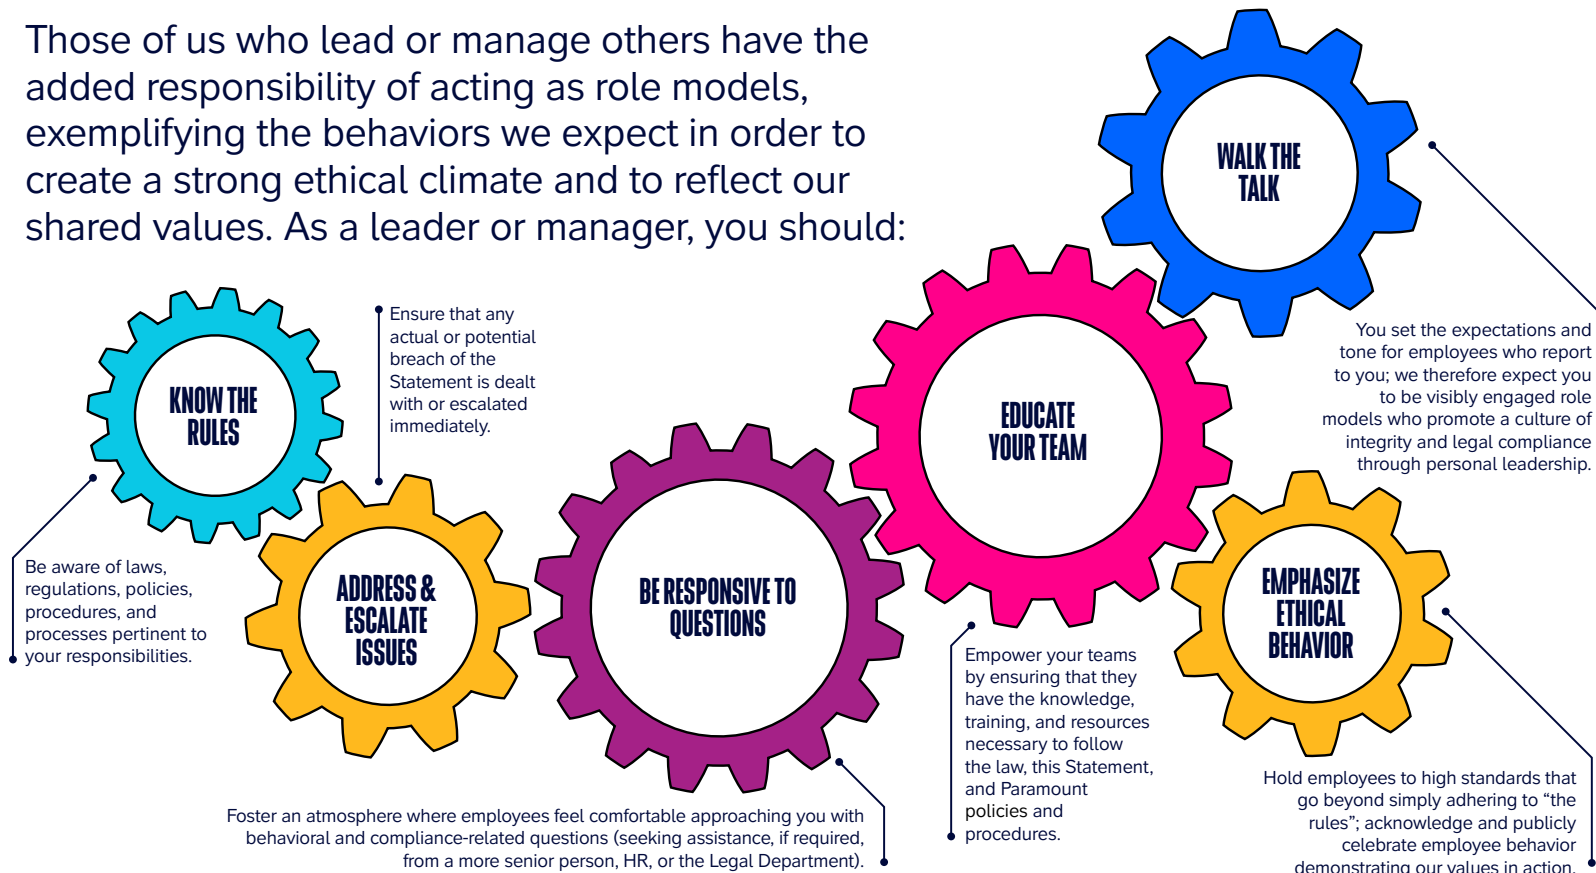 Those of us who lead or manage others have the
added responsibility of acting as role models,
exemplifying the behaviors we expect in order to
create a strong ethical climate and to reflect our
shared values. As a leader or manager, you should:
KNOW THE
RULES
Be aware of laws,
regulations, policies,
procedures, and
processes pertinent to
your responsibilities.
ADDRESS &
ESCALATE
ISSUES
Ensure that any
actual or potential
breach of the
Statement is dealt
with or escalated
immediately.
BE RESPONSIVE TO
QUESTIONS
Foster an atmosphere where employees feel comfortable approaching you with
behavioral and compliance-related questions (seeking assistance, if required,
from a more senior person, HR, or the Legal Department).
EDUCATE
YOUR TEAM
Empower your teams
by ensuring that they
have the knowledge,
training, and resources
necessary to follow
the law, this Statement,
and Paramount
policies and
procedures.
WALK THE
TALK
You set the expectations and
tone for employees who report
to you; we therefore expect you
to be visibly engaged role
models who promote a culture of
integrity and legal compliance
through personal leadership.
EMPHASIZE
ETHICAL
BEHAVIOR
Hold employees to high standards that
go beyond simply adhering to “the
rules”; acknowledge and publicly
celebrate employee behavior
demonstrating our values in action.